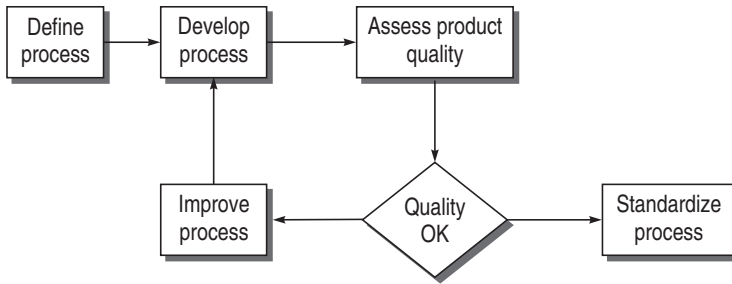 Define
process
Develop
process
Assess product
quality
Improve
process
Quality
OK
Standardize
process